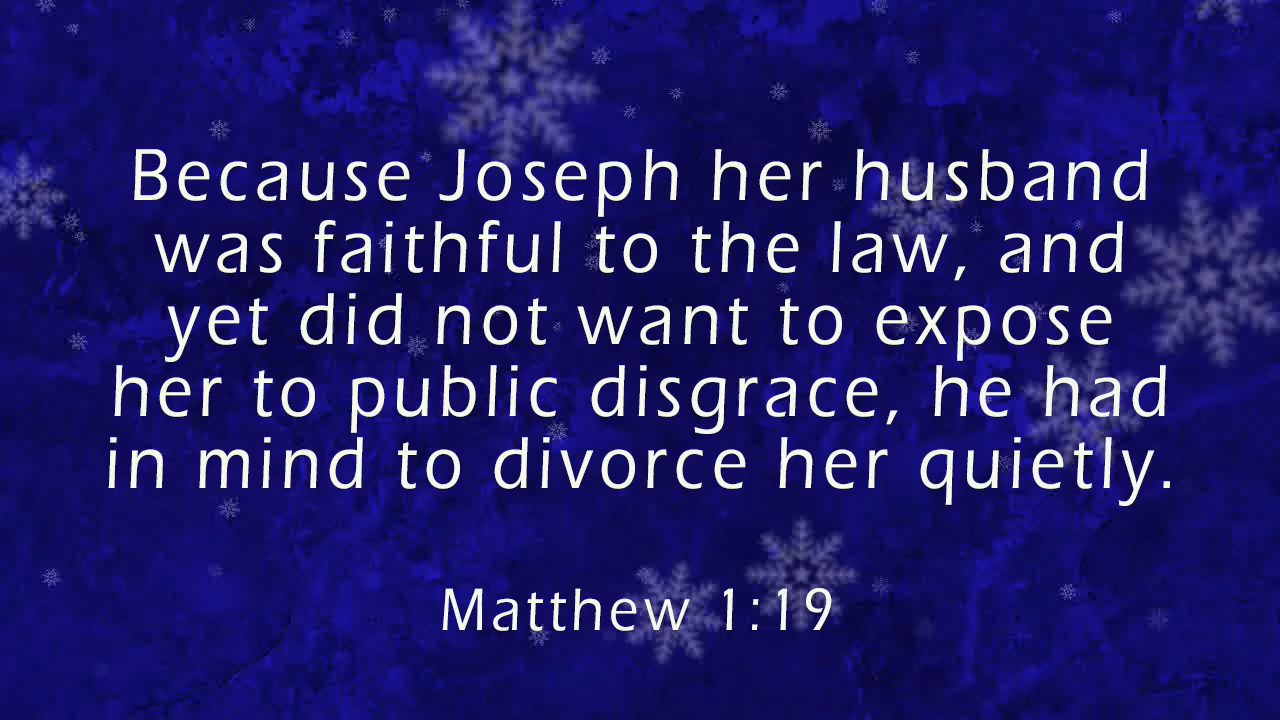 Because Joseph her husband
was faithful to the law, and
yet did not want to expose
her to public disgrace, he had
in mind to divorce her quietly.
Matthew 1:19